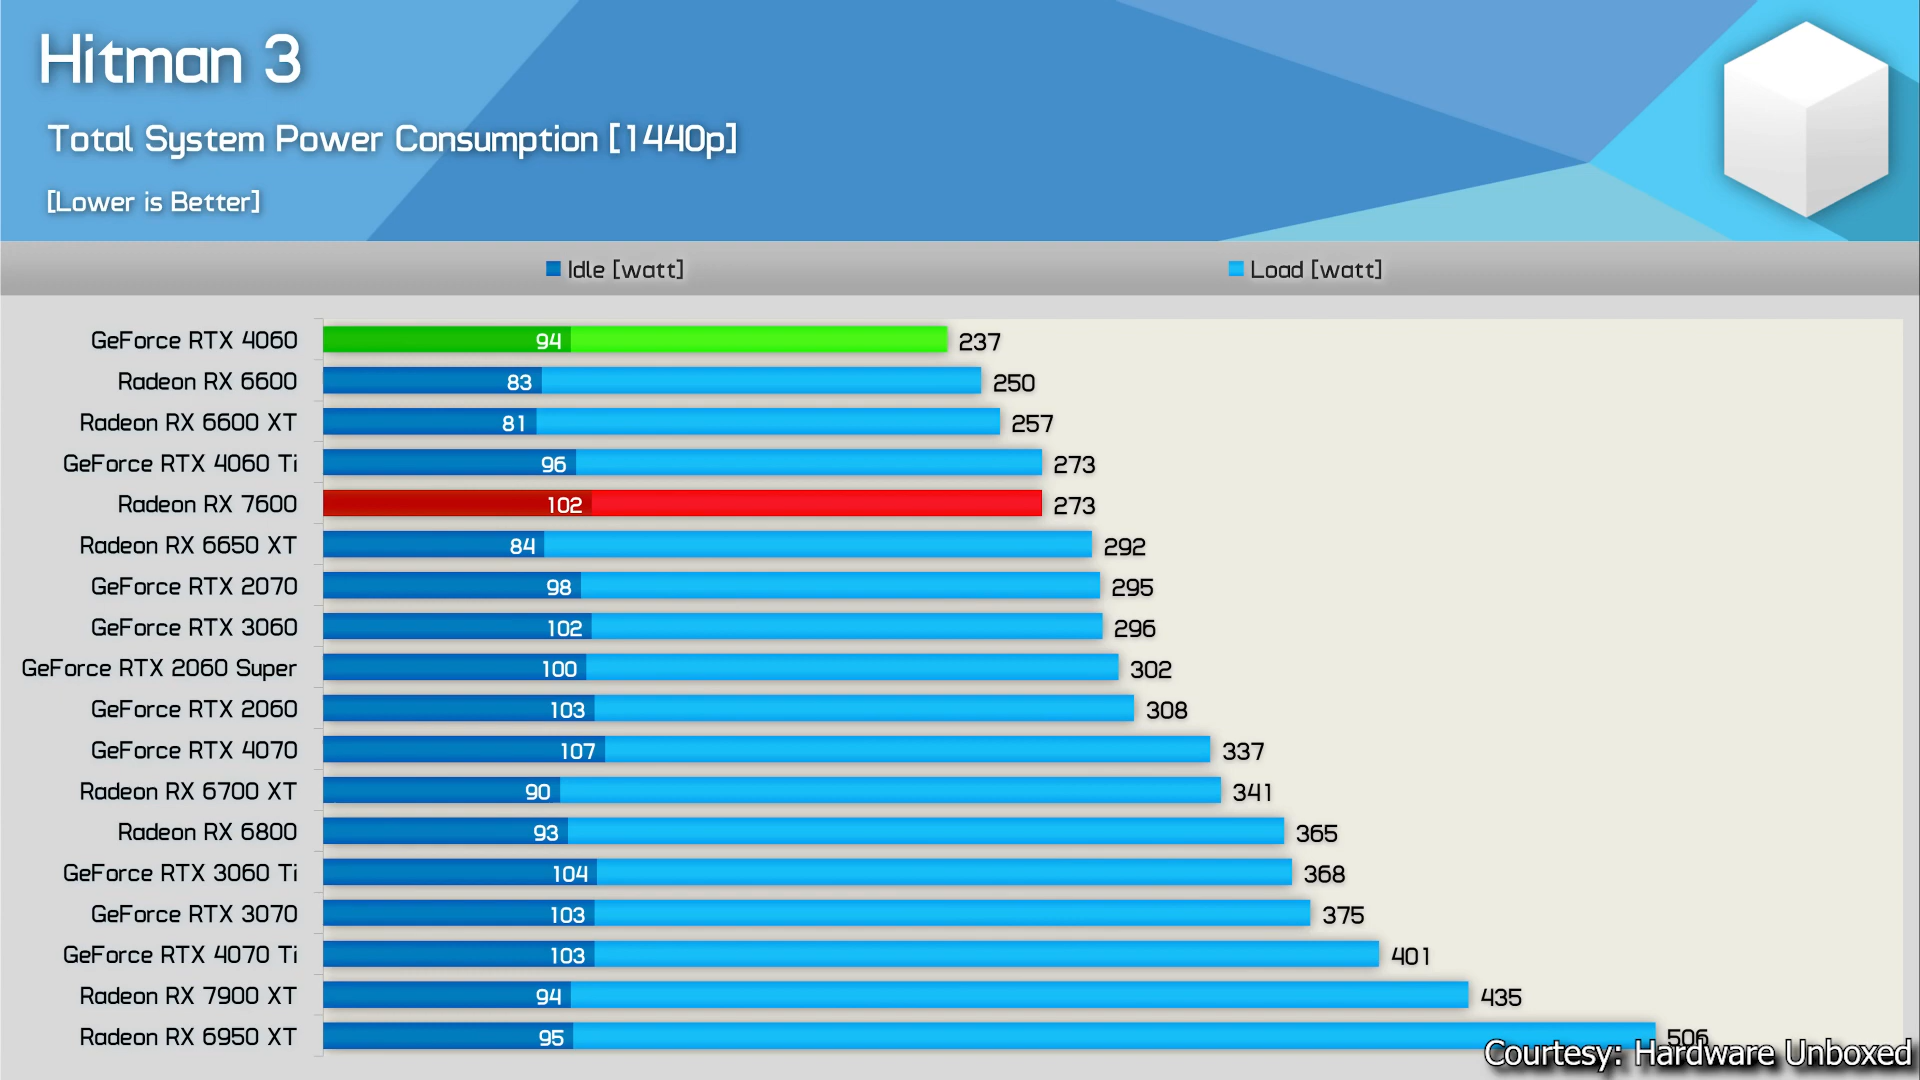 Hitman 3
Total System Power Consumption [1440p]
[Lower is Better]
Idle [watt] Load [watt]
GeForce RTX 4060 94 237
Radeon RX 6600 83 250
Radeon RX 6600 XT 81 257
GeForce RTX 4060 Ti 96 273
Radeon RX 7600 102 273
Radeon RX 6650 XT 84 292
GeForce RTX 2070 98 295
GeForce RTX 3060 102 296
GeForce RTX 2060 Super 100 302
GeForce RTX 2060 103 308
GeForce RTX 4070 107 337
Radeon RX 6700 XT 90 341
Radeon RX 6800 93 365
GeForce RTX 3060 Ti 104 368
GeForce RTX 3070 103 375
GeForce RTX 4070 Ti 103 401
Radeon RX 7900 XT 94 435
Radeon RX 6950 XT 95 506
Courtesy: Hardware Unboxed